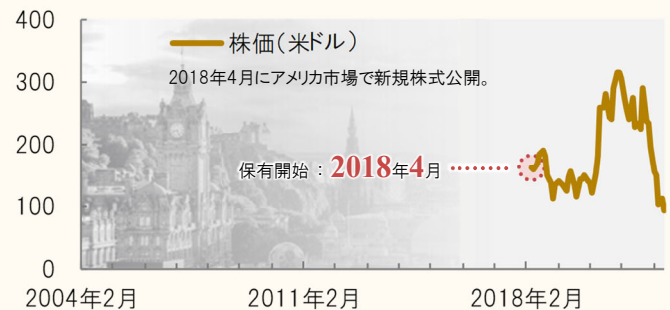 400
株価(米ドル)
300
2018年4月にアメリカ市場で新規株式公開。
200
保有開始：2018年4月
100
0
2004年2月
2011年2月
2018年2月